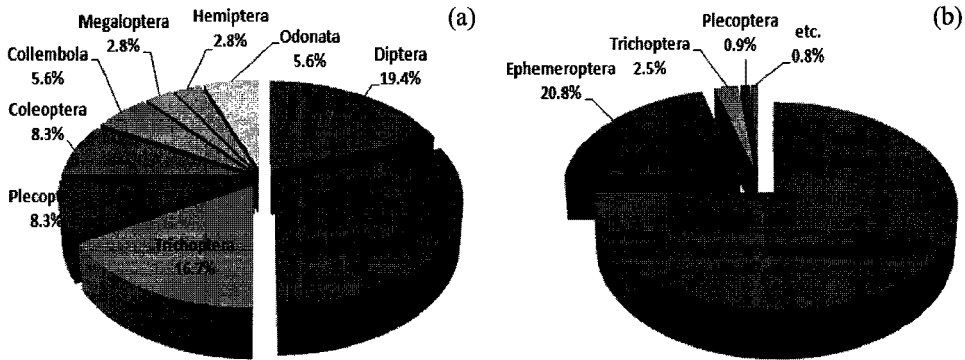 (a)
Hemiptera
2.8%
Megaloptera
2.8%
Odonata
5.6%
Collembola
5.6%
Diptera
19.4%
Coleoptera
8.3%
Plecopt
8.3%
Trichoptera
16.7%
(b)
Plecoptera
0.9%
etc.
0.8%
Trichoptera
2.5%
Ephemeroptera
20.8%